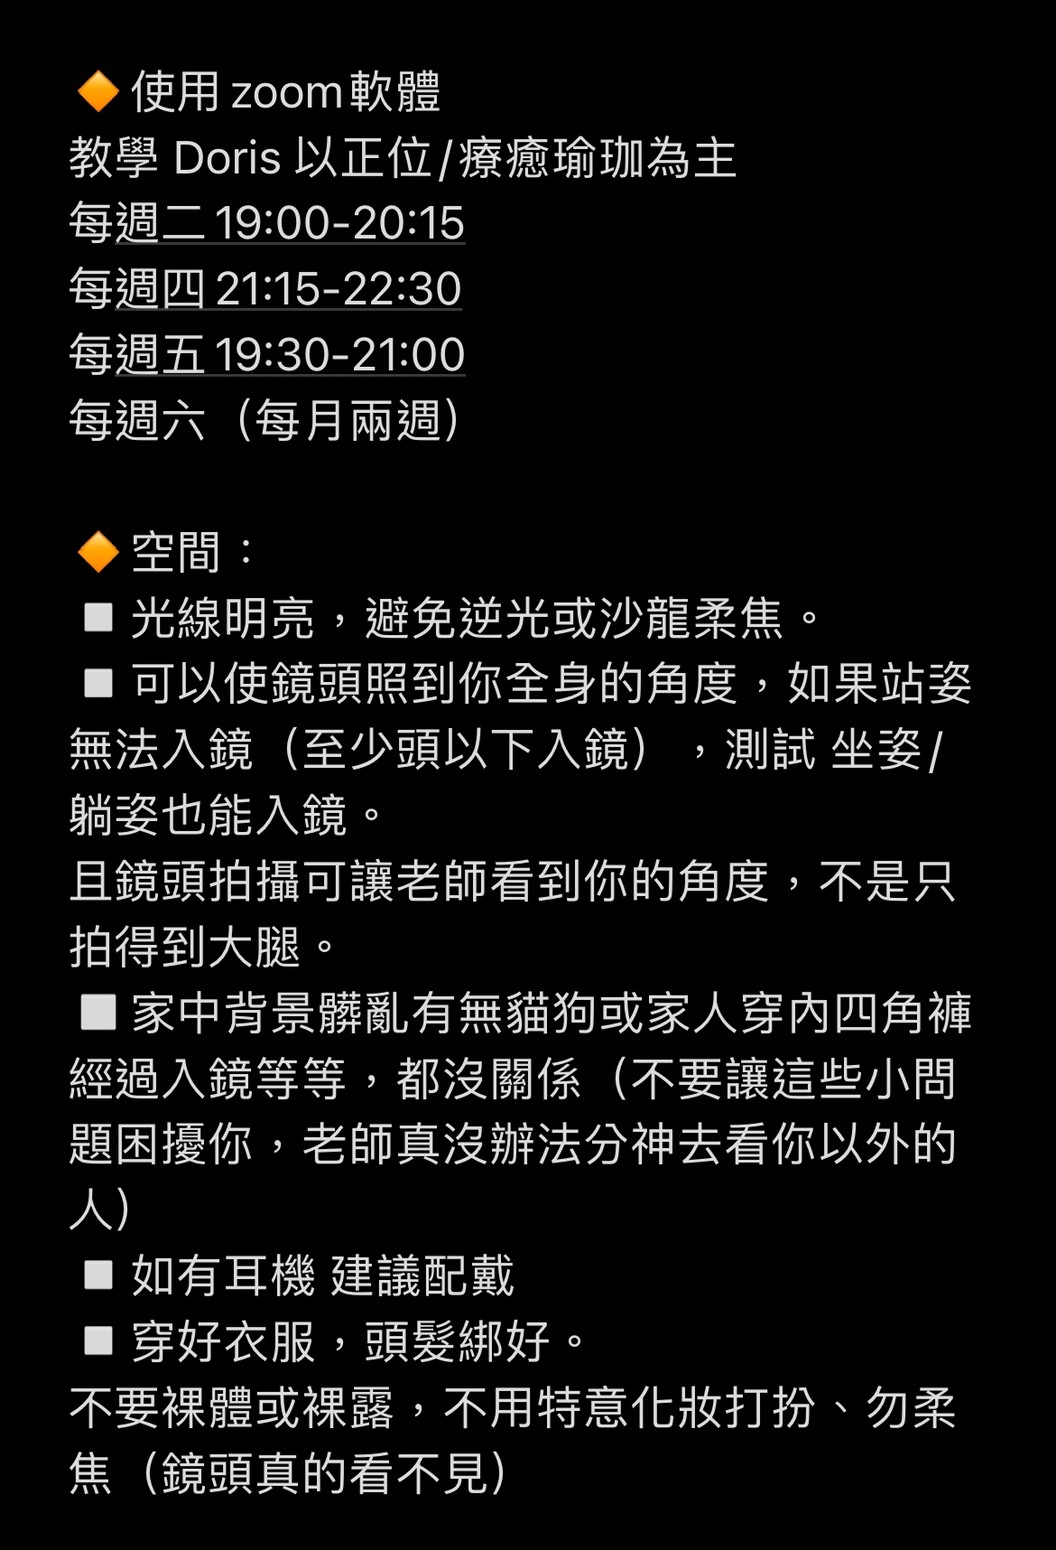 🔶使用 zoom軟體
教學 Doris 以正位/療癒瑜珈為主
每週二 19:00-20:15
每週四 21:15-22:30
每週五 19:30-21:00
每週六（每月兩週）
🔶空間：
◽️光線明亮，避免逆光或沙龍柔焦。
◽️可以使鏡頭照到你全身的角度，如果站姿
無法入鏡（至少頭以下入鏡），測試 坐姿/
躺姿也能入鏡。
且鏡頭拍攝可讓老師看到你的角度，不是只
拍得到大腿。
◻️家中背景髒亂有無貓狗或家人穿內四角褲
經過入鏡等等，都沒關係（不要讓這些小問
題困擾你，老師真沒辦法分神去看你以外的
人）
◽️如有耳機 建議配戴
◽️穿好衣服，頭髮綁好。
不要裸體或裸露，不用特意化妝打扮、勿柔
焦（鏡頭真的看不見）